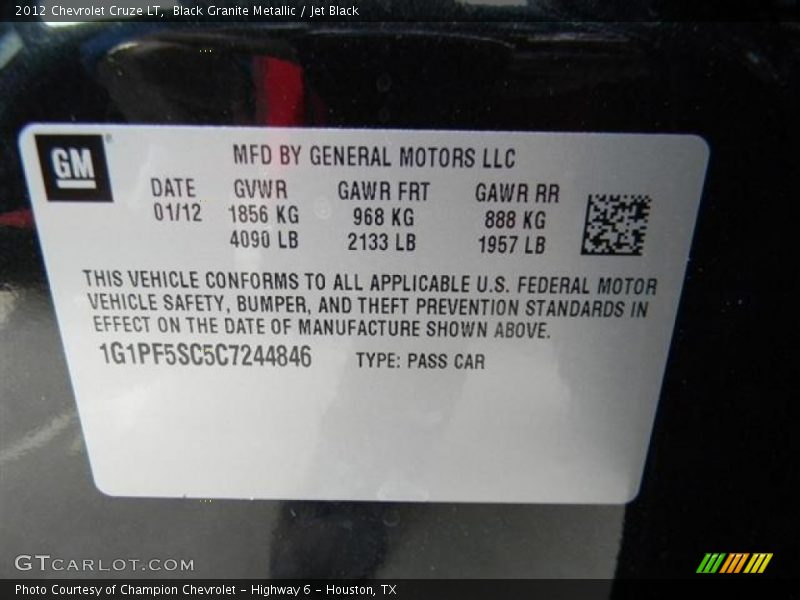 2012 Chevrolet Cruze LT, Black Granite Metallic / Jet Black
GM
MFD BY GENERAL MOTORS LLC
DATE GVWR GAWR FRT GAWR RR
01/12 1856 KG 968 KG 888 KG
4090 LB 2133 LB 1957 LB
THIS VEHICLE CONFORMS TO ALL APPLICABLE U.S. FEDERAL MOTOR
VEHICLE SAFETY, BUMPER, AND THEFT PREVENTION STANDARDS IN
EFFECT ON THE DATE OF MANUFACTURE SHOWN ABOVE.
1G1PF5SC5C7244846 TYPE: PASS CAR
GTCARLOT.COM
Photo Courtesy of Champion Chevrolet - Highway 6 - Houston, TX